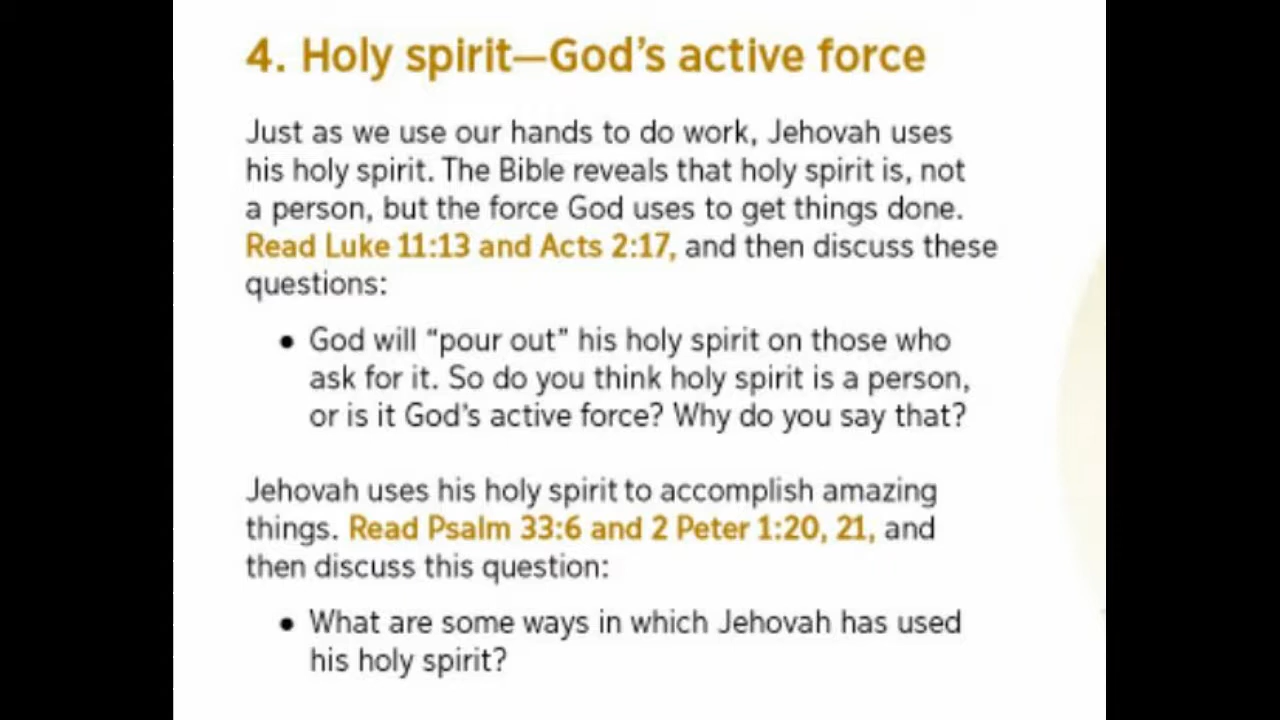 4. Holy spirit—God’s active force
Just as we use our hands to do work, Jehovah uses
his holy spirit. The Bible reveals that holy spirit is, not
a person, but the force God uses to get things done.
Read Luke 11:13 and Acts 2:17, and then discuss these
questions:
• God will “pour out” his holy spirit on those who
ask for it. So do you think holy spirit is a person,
or is it God’s active force? Why do you say that?
Jehovah uses his holy spirit to accomplish amazing
things. Read Psalm 33:6 and 2 Peter 1:20, 21, and
then discuss this question:
• What are some ways in which Jehovah has used
his holy spirit?